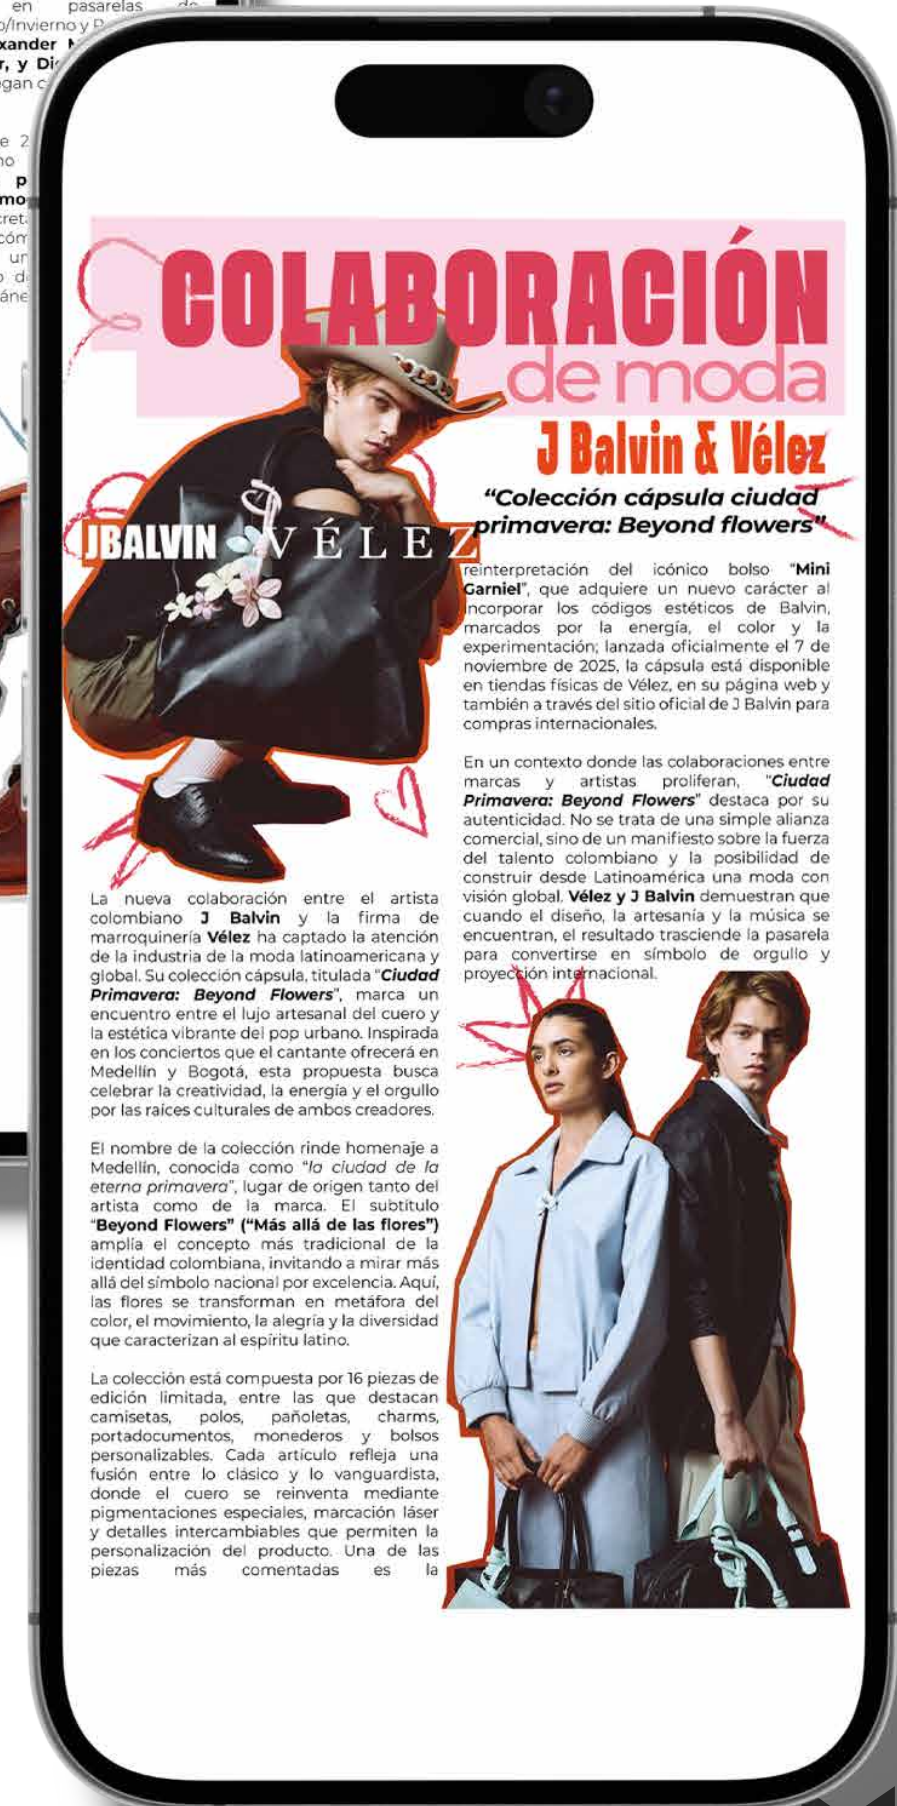 en pasarelas de
o/Invierno y
xander
r, y
gan
COLABORACIÓN
de moda
J Balvin & Vélez
“Colección cápsula ciudad
primavera: Beyond flowers”
JBALVIN VÉLEZ
La nueva colaboración entre el artista
colombiano J Balvin y la firma de
marroquinería Vélez ha captado la atención
de la industria de la moda latinoamericana y
global. Su colección cápsula, titulada “Ciudad
Primavera: Beyond Flowers”, marca un
encuentro entre el lujo artesanal del cuero y
la estética vibrante del pop urbano. Inspirada
en los conciertos que el cantante ofrecerá en
Medellín y Bogotá, esta propuesta busca
celebrar la creatividad, la energía y el orgullo
por las raíces culturales de ambos creadores.
El nombre de la colección rinde homenaje a
Medellín, conocida como “la ciudad de la
eterna primavera”, lugar de origen tanto del
artista como de la marca. El subtítulo
“Beyond Flowers” (“Más allá de las flores”)
amplía el concepto más tradicional de la
identidad colombiana, invitando a mirar más
allá del símbolo nacional por excelencia. Aquí,
las flores se transforman en metáfora del
color, el movimiento, la alegría y la diversidad
que caracterizan al espíritu latino.
La colección está compuesta por 16 piezas de
edición limitada, entre las que destacan
camisetas, polos, pañoletas, charms,
portadocumentos, monederos y bolsos
personalizables. Cada artículo refleja una
fusión entre lo clásico y lo vanguardista,
donde el cuero se reinventa mediante
pigmentaciones especiales, marcación láser
y detalles intercambiables que permiten la
personalización del producto. Una de las
piezas más comentadas es la
reinterpretación del icónico bolso “Mini
Garniel”, que adquiere un nuevo carácter al
incorporar los códigos estéticos de Balvin,
marcados por la energía, el color y la
experimentación; lanzada oficialmente el 7 de
noviembre de 2025, la cápsula está disponible
en tiendas físicas de Vélez, en su página web y
también a través del sitio oficial de J Balvin para
compras internacionales.
En un contexto donde las colaboraciones entre
marcas y artistas proliferan, “Ciudad
Primavera: Beyond Flowers” destaca por su
autenticidad. No se trata de una simple alianza
comercial, sino de un manifiesto sobre la fuerza
del talento colombiano y la posibilidad de
construir desde Latinoamérica una moda con
visión global. Vélez y J Balvin demuestran que
cuando el diseño, la artesanía y la música se
encuentran, el resultado trasciende la pasarela
para convertirse en símbolo de orgullo y
proyección internacional.